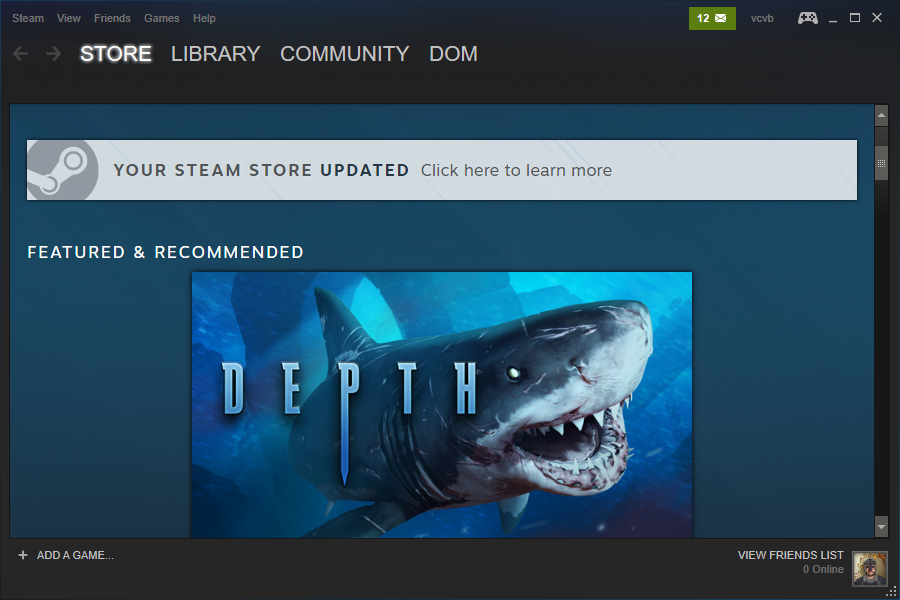 Steam View Friends Games Help
12
vcvb
STORE LIBRARY COMMUNITY DOM
YOUR STEAM STORE UPDATED Click here to learn more
FEATURED & RECOMMENDED
DEPTH
+ ADD A GAME...
VIEW FRIENDS LIST
0 Online